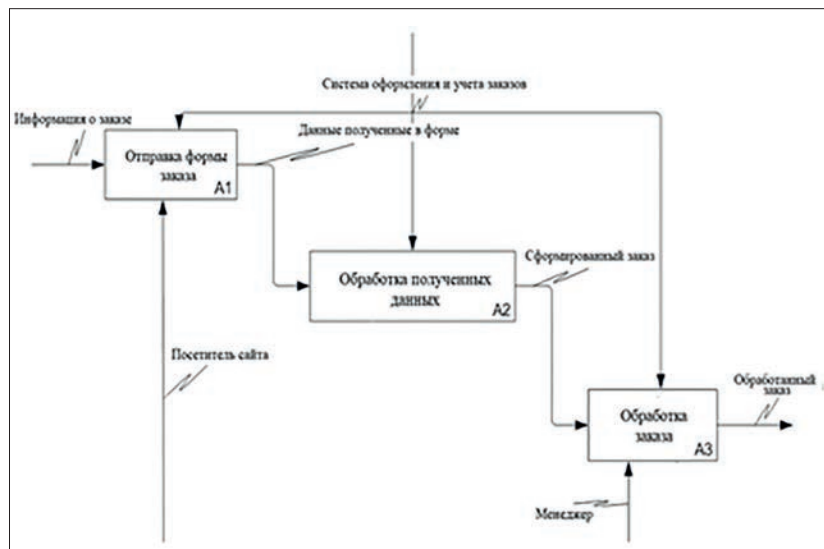 Система оформления и учета заказов
Информация о заказе
Данные полученные в форме
Отправка формы
заказа
A1
Сформированный заказ
Обработка полученных
данных
A2
Посетитель сайта
Обработанный
заказ
Обработка
заказа
A3
Менеджер